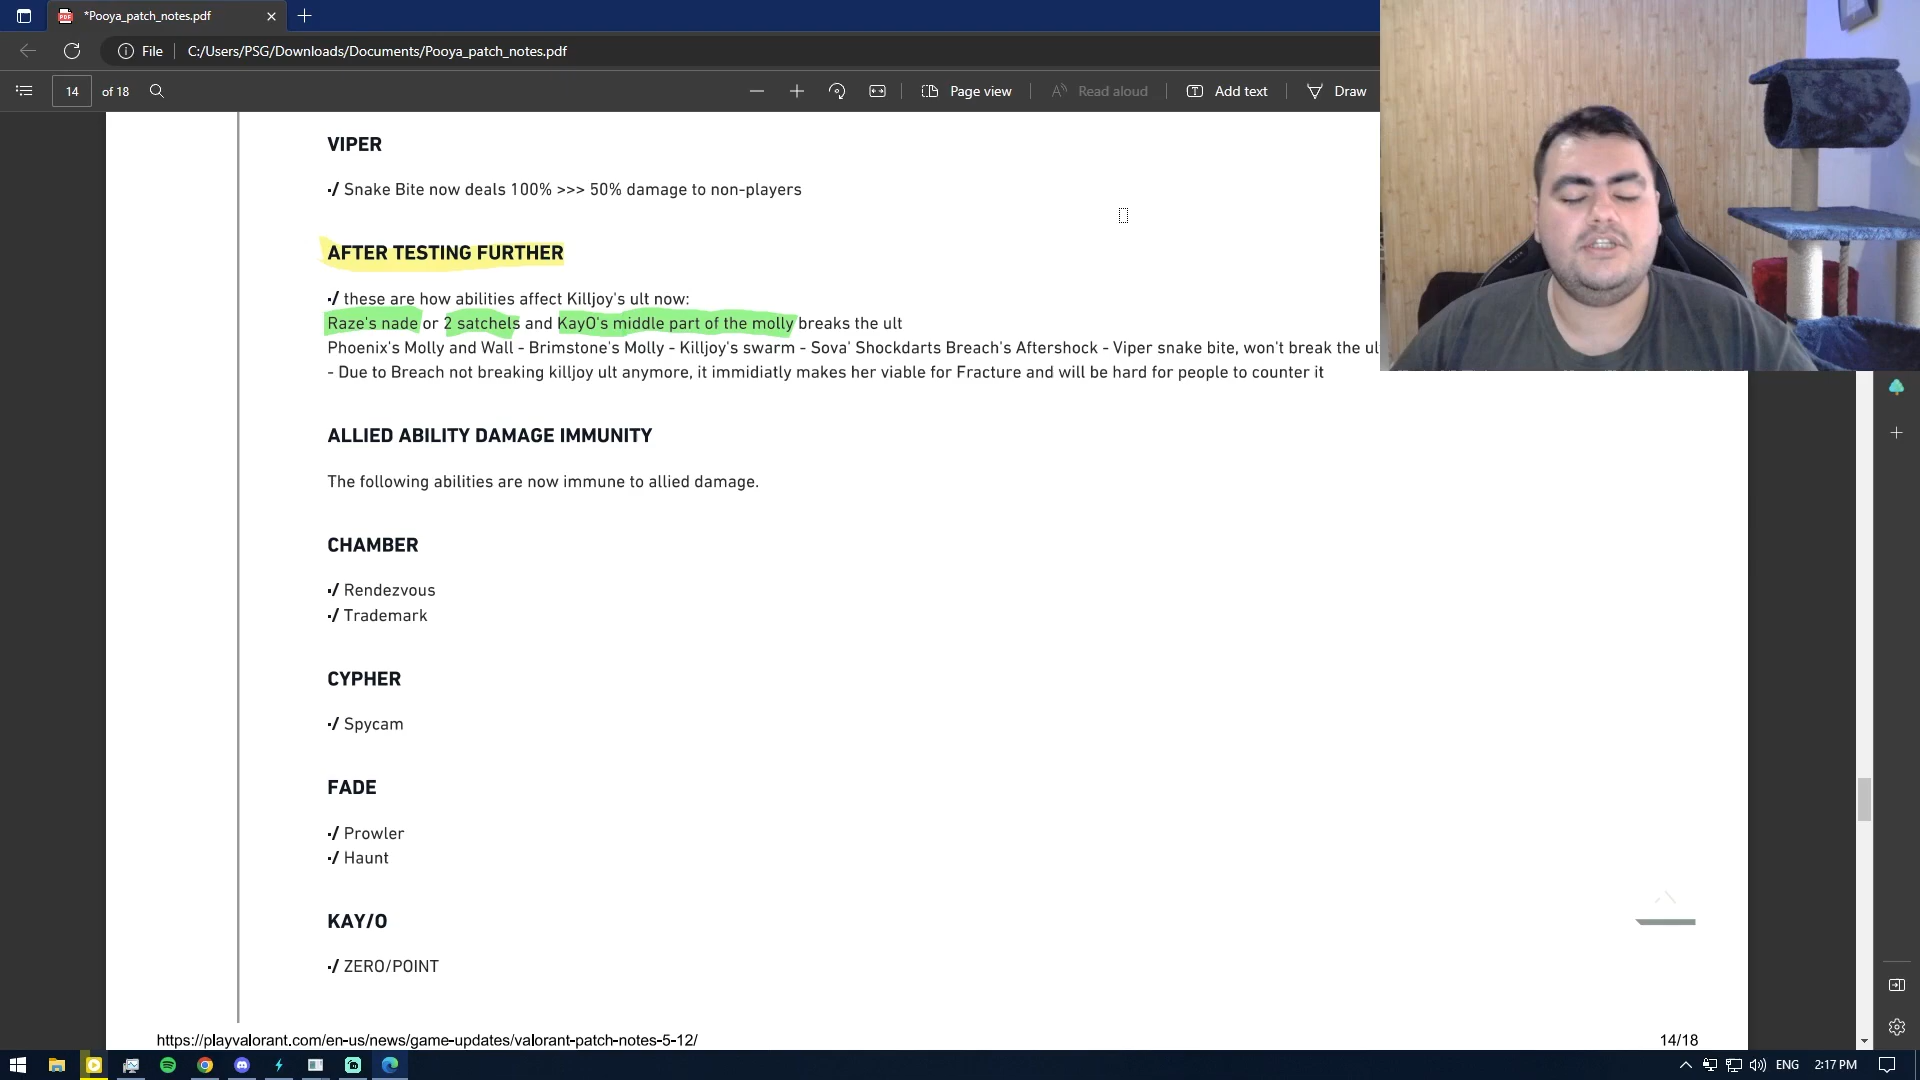 *Pooya_patch_notes.pdf
File
C:/Users/PSG/Downloads/Documents/Pooya_patch_notes.pdf
14 of 18
Page view
Read aloud
Add text
Draw
VIPER
Snake Bite now deals 100% >>> 50% damage to non-players
AFTER TESTING FURTHER
these are how abilities affect Killjoy's ult now:
Raze's nade or 2 satchels and KayO's middle part of the molly breaks the ult
Phoenix's Molly and Wall - Brimstone's Molly - Killjoy's swarm - Sova' Shockdarts Breach's Aftershock - Viper snake bite, won't break the ul
- Due to Breach not breaking killjoy ult anymore, it immidiatly makes her viable for Fracture and will be hard for people to counter it
ALLIED ABILITY DAMAGE IMMUNITY
The following abilities are now immune to allied damage.
CHAMBER
Rendezvous
Trademark
CYPHER
Spycam
FADE
Prowler
Haunt
KAY/O
ZERO/POINT
https://playvalorant.com/en-us/news/game-updates/valorant-patch-notes-5-12/
14/18
ENG
2:17 PM